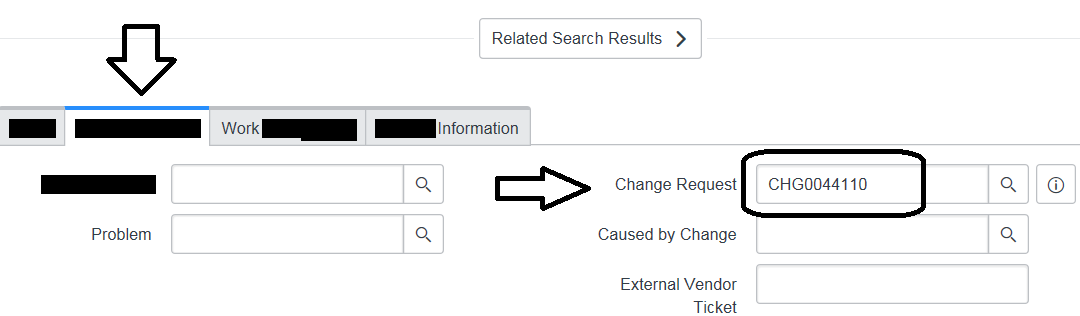 Related Search Results
Work
Information
Change Request
CHG0044110
Problem
Caused by Change
External Vendor
Ticket